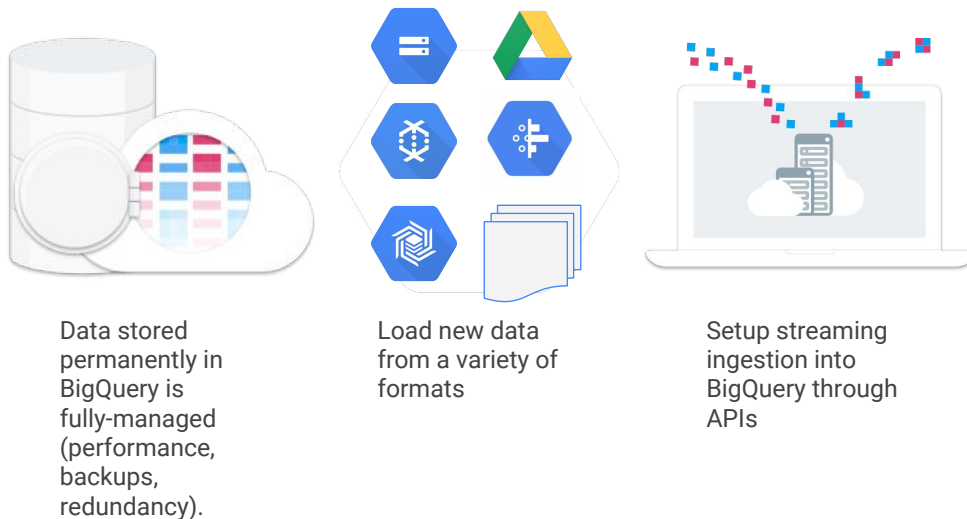 Data stored
permanently in
BigQuery is
fully-managed
(performance,
backups,
redundancy).
Load new data
from a variety of
formats
Setup streaming
ingestion into
BigQuery through
APIs